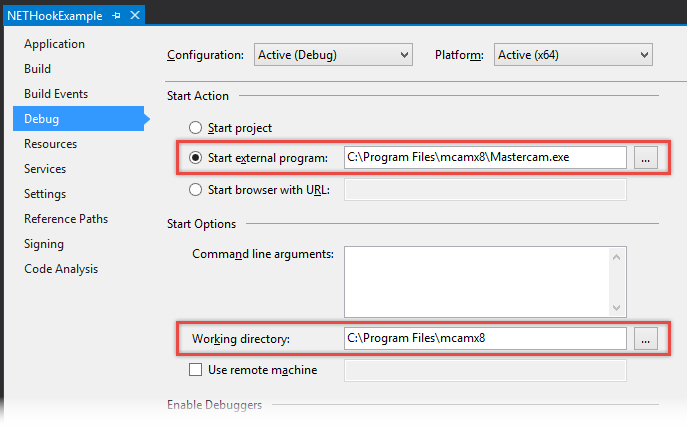 NETHookExample
Application
Build
Build Events
Debug
Resources
Services
Settings
Reference Paths
Signing
Code Analysis
Configuration: Active (Debug) Platform: Active (x64)
Start Action
Start project
Start external program: C:\Program Files\mcamx8\Mastercam.exe ...
Start browser with URL:
Start Options
Command line arguments:
Working directory: C:\Program Files\mcamx8 ...
Use remote machine
Enable Debuggers